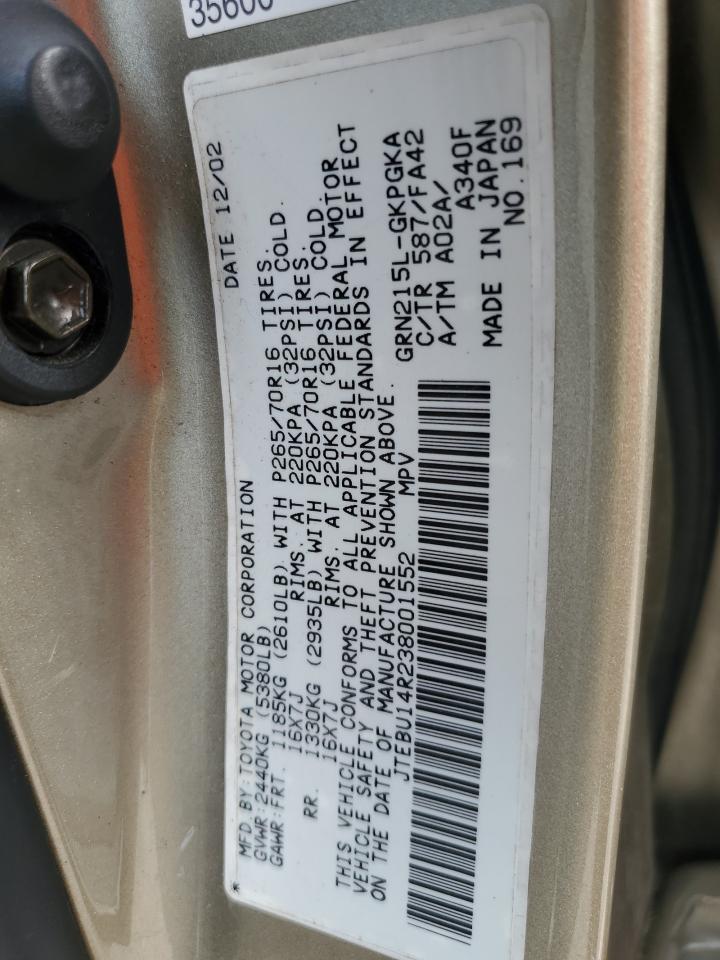 35600
MFD. BY: TOYOTA MOTOR CORPORATION DATE 12/02
GVWR: 2440KG (5380LB)
GAWR: FRT. 1185KG (2610LB) WITH P265/70R16 TIRES.
16X7J RIMS. AT 220KPA (32PSI) COLD.
RR. 1330KG (2935LB) WITH P265/70R16 TIRES.
16X7J RIMS. AT 220KPA (32PSI) COLD.
THIS VEHICLE CONFORMS TO ALL APPLICABLE FEDERAL MOTOR
VEHICLE SAFETY AND THEFT PREVENTION STANDARDS IN EFFECT
ON THE DATE OF MANUFACTURE SHOWN ABOVE.
JTEBU14R238001552 MPV
GRN215L-GKPGKA
C/TR 587/FA42
A/TM A02A/
A340F
MADE IN JAPAN
NO.169
*